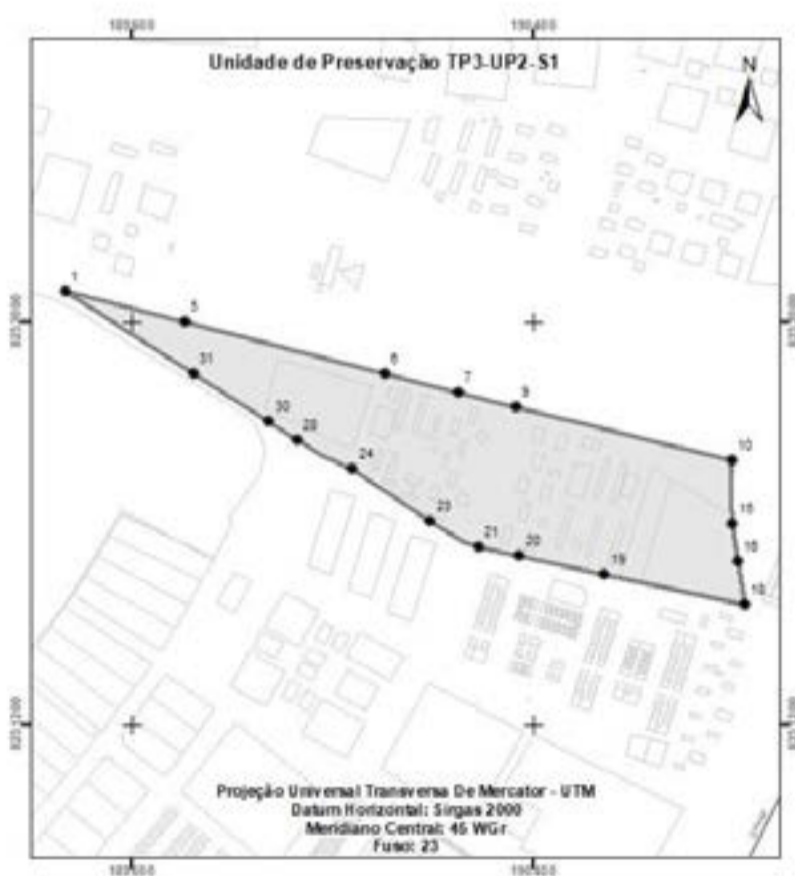 190400
Unidade de Preservação TP3-UP2-S1
N
1
5
31
6
7
9
30
10
24
23
15
21
20
16
19
18
Projeção Universal Transversa De Mercator - UTM
Datum Horizontal: Sirgas 2000
Meridiano Central: 45 WGr
Fuso: 23